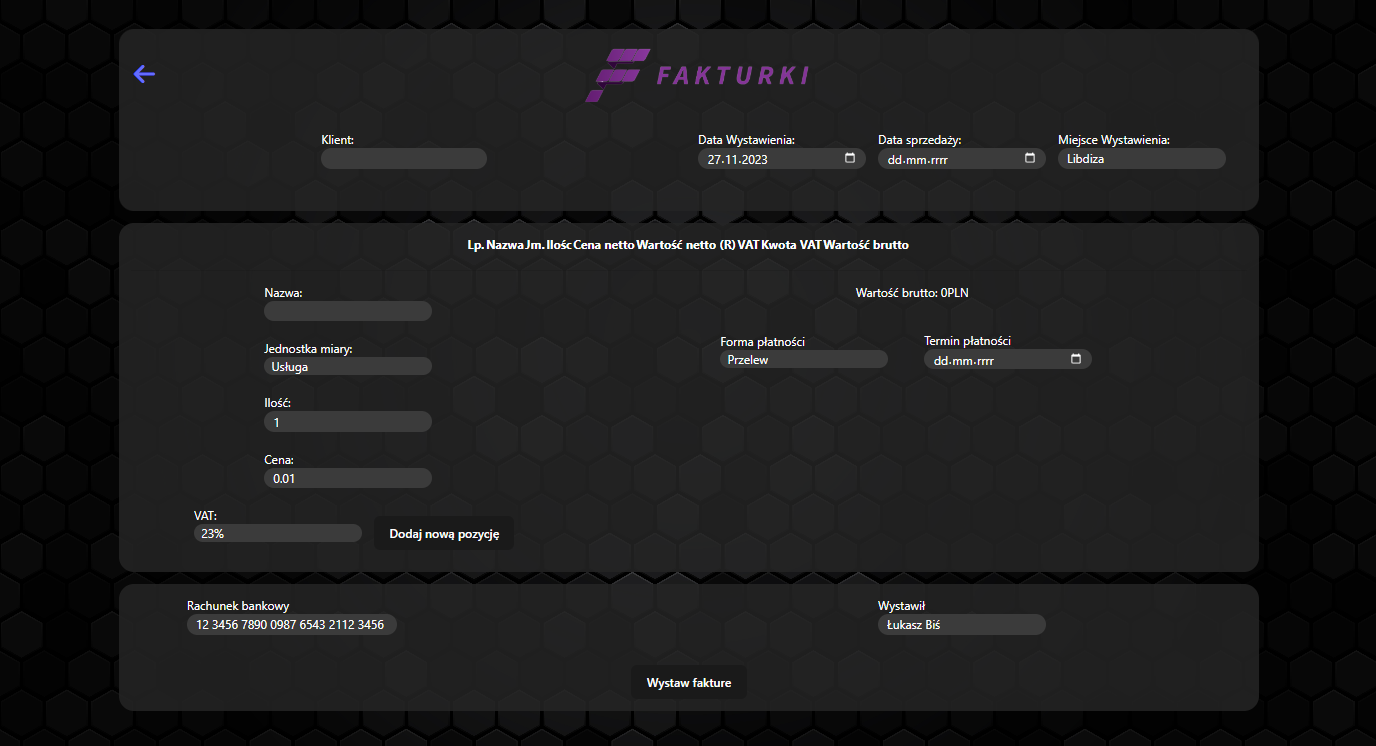 FAKTURKI
Klient:
Data Wystawienia: Data sprzedaży: Miejsce Wystawienia:
27.11.2023 dd.mm.rrrr Libdiza
Lp. Nazwa Jm. Ilośc Cena netto Wartość netto (R) VAT Kwota VAT Wartość brutto
Nazwa:
Wartość brutto: 0PLN
Jednostka miary:
Usługa
Forma płatności Termin płatności
Przelew dd.mm.rrrr
Ilość:
1
Cena:
0.01
VAT:
23%
Dodaj nową pozycję
Rachunek bankowy Wystawił
12 3456 7890 0987 6543 2112 3456 Łukasz Biś
Wystaw fakture